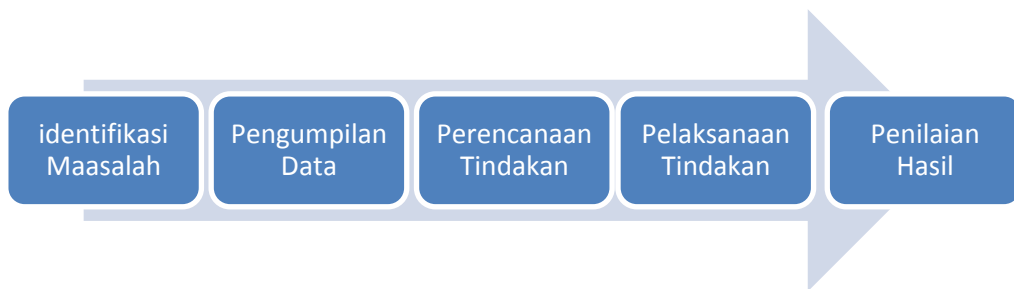 identifikasi
Maasalah
Pengumpilan
Data
Perencanaan
Tindakan
Pelaksanaan
Tindakan
Penilaian
Hasil